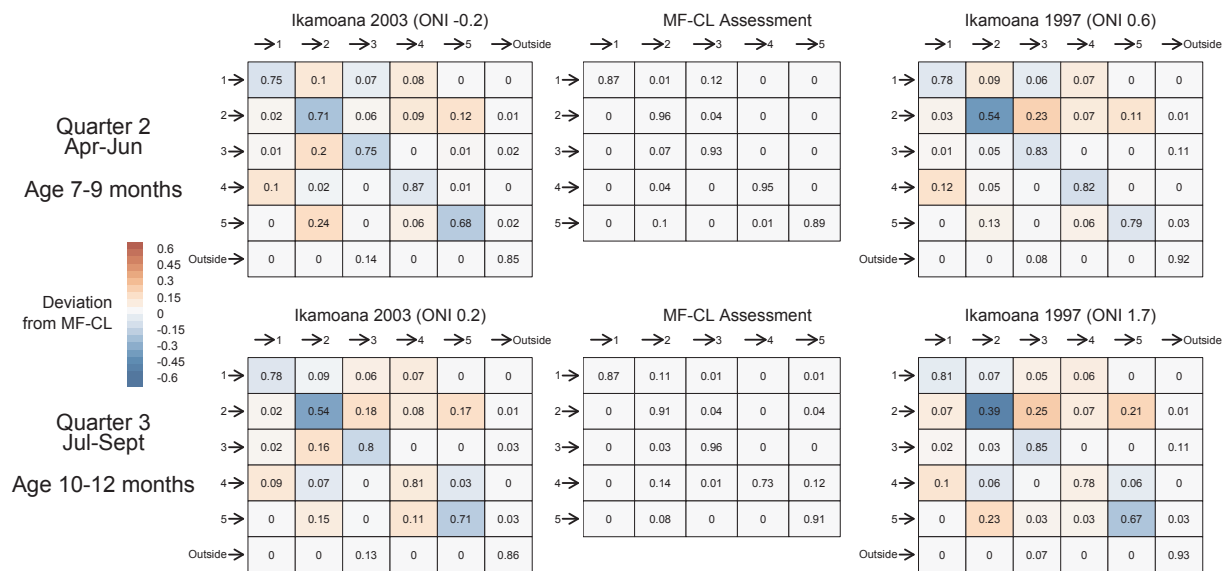 Ikamoana 2003 (ONI -0.2) MF-CL Assessment Ikamoana 1997 (ONI 0.6)
→1 →2 →3 →4 →5 →Outside →1 →2 →3 →4 →5 →1 →2 →3 →4 →5 →Outside
1→ 0.75 0.1 0.07 0.08 0 0 1→ 0.87 0.01 0.12 0 0 1→ 0.78 0.09 0.06 0.07 0 0
2→ 0.02 0.71 0.06 0.09 0.12 0.01 2→ 0 0.96 0.04 0 0 2→ 0.03 0.54 0.23 0.07 0.11 0.01
3→ 0.01 0.2 0.75 0 0.01 0.02 3→ 0 0.07 0.93 0 0 3→ 0.01 0.05 0.83 0 0 0.11
4→ 0.1 0.02 0 0.87 0.01 0 4→ 0 0.04 0 0.95 0 4→ 0.12 0.05 0 0.82 0 0
5→ 0 0.24 0 0.06 0.68 0.02 5→ 0 0.1 0 0.01 0.89 5→ 0 0.13 0 0.06 0.79 0.03
Outside→ 0 0 0.14 0 0 0.85 Outside→ 0 0 0.08 0 0 0.92
Quarter 2
Apr-Jun
Age 7-9 months
Deviation
from MF-CL
0.6
0.45
0.3
0.15
0
-0.15
-0.3
-0.45
-0.6
Ikamoana 2003 (ONI 0.2) MF-CL Assessment Ikamoana 1997 (ONI 1.7)
→1 →2 →3 →4 →5 →Outside →1 →2 →3 →4 →5 →1 →2 →3 →4 →5 →Outside
1→ 0.78 0.09 0.06 0.07 0 0 1→ 0.87 0.11 0.01 0 0.01 1→ 0.81 0.07 0.05 0.06 0 0
2→ 0.02 0.54 0.18 0.08 0.17 0.01 2→ 0 0.91 0.04 0 0.04 2→ 0.07 0.39 0.25 0.07 0.21 0.01
3→ 0.02 0.16 0.8 0 0 0.03 3→ 0 0.03 0.96 0 0 3→ 0.02 0.03 0.85 0 0 0.11
4→ 0.09 0.07 0 0.81 0.03 0 4→ 0 0.14 0.01 0.73 0.12 4→ 0.1 0.06 0 0.78 0.06 0
5→ 0 0.15 0 0.11 0.71 0.03 5→ 0 0.08 0 0 0.91 5→ 0 0.23 0.03 0.03 0.67 0.03
Outside→ 0 0 0.13 0 0 0.86 Outside→ 0 0 0.07 0 0 0.93
Quarter 3
Jul-Sept
Age 10-12 months